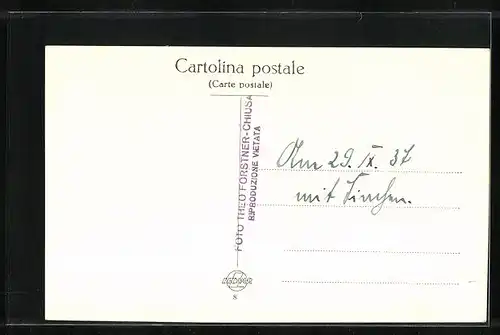 Cartolina postale
(Carte postale)
FOTO THEO FORSTNER-CHIUSA
RIPRODUZIONE VIETATA
Am 29. IX. 37
mit
S